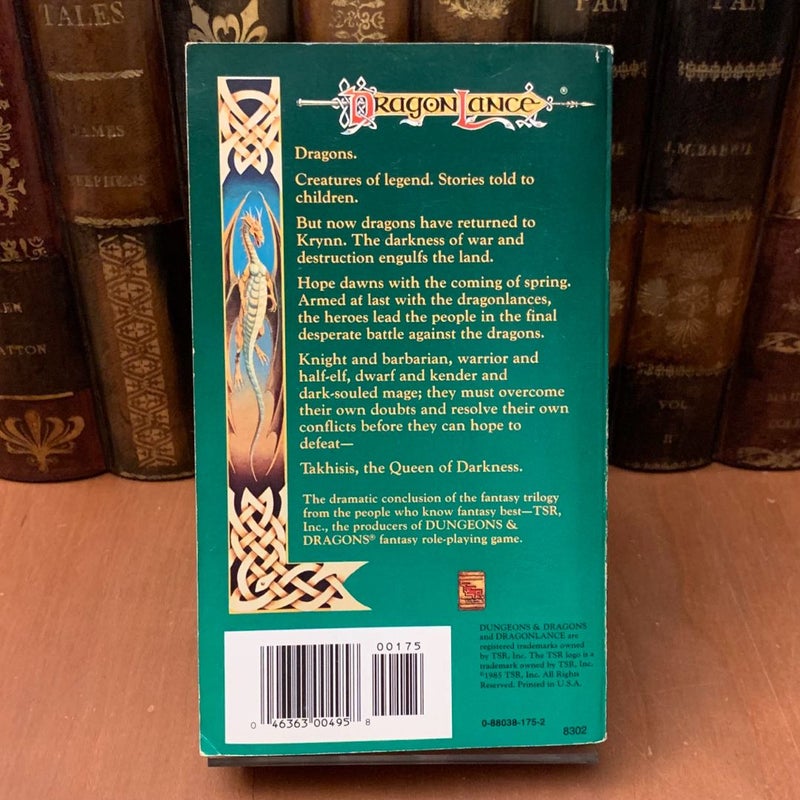 TALES
JAMES
STEPHENS
PAN
PAN
J.M. BARRIE
VOL
II
DRAGONLANCE®
Dragons.
Creatures of legend. Stories told to
children.
But now dragons have returned to
Krynn. The darkness of war and
destruction engulfs the land.
Hope dawns with the coming of spring.
Armed at last with the dragonlances,
the heroes lead the people in the final
desperate battle against the dragons.
Knight and barbarian, warrior and
half-elf, dwarf and kender and
dark-souled mage; they must overcome
their own doubts and resolve their own
conflicts before they can hope to
defeat—
Takhisis, the Queen of Darkness.
The dramatic conclusion of the fantasy trilogy
from the people who know fantasy best—TSR,
Inc., the producers of DUNGEONS &
DRAGONS® fantasy role-playing game.
TSR
DUNGEONS & DRAGONS
and DRAGONLANCE are
registered trademarks owned
by TSR, Inc. The TSR logo is a
trademark owned by TSR, Inc.
©1985 TSR, Inc. All Rights
Reserved. Printed in U.S.A.
00175
0 46363 00495 8
0-88038-175-2
8302